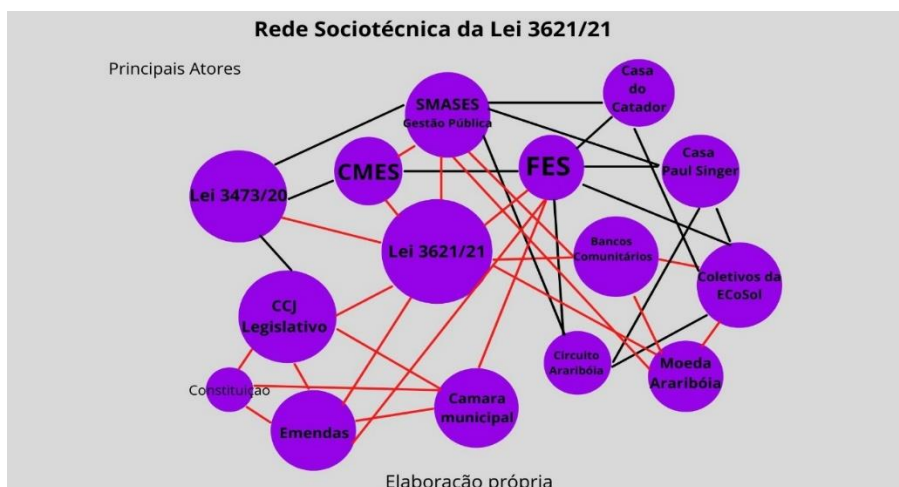 Rede Sociotécnica da Lei 3621/21
Principais Atores
SMASES
Gestão Pública
Casa
do
Catador
CMES
FES
Casa
Paul Singer
Lei 3473/20
Lei 3621/21
Bancos
Comunitários
Coletivos da
ECoSol
CCJ
Legislativo
Circuito
Arariбóia
Moeda
Arariboia
Constituição
Emendas
Camara
municipal
Elaboração própria